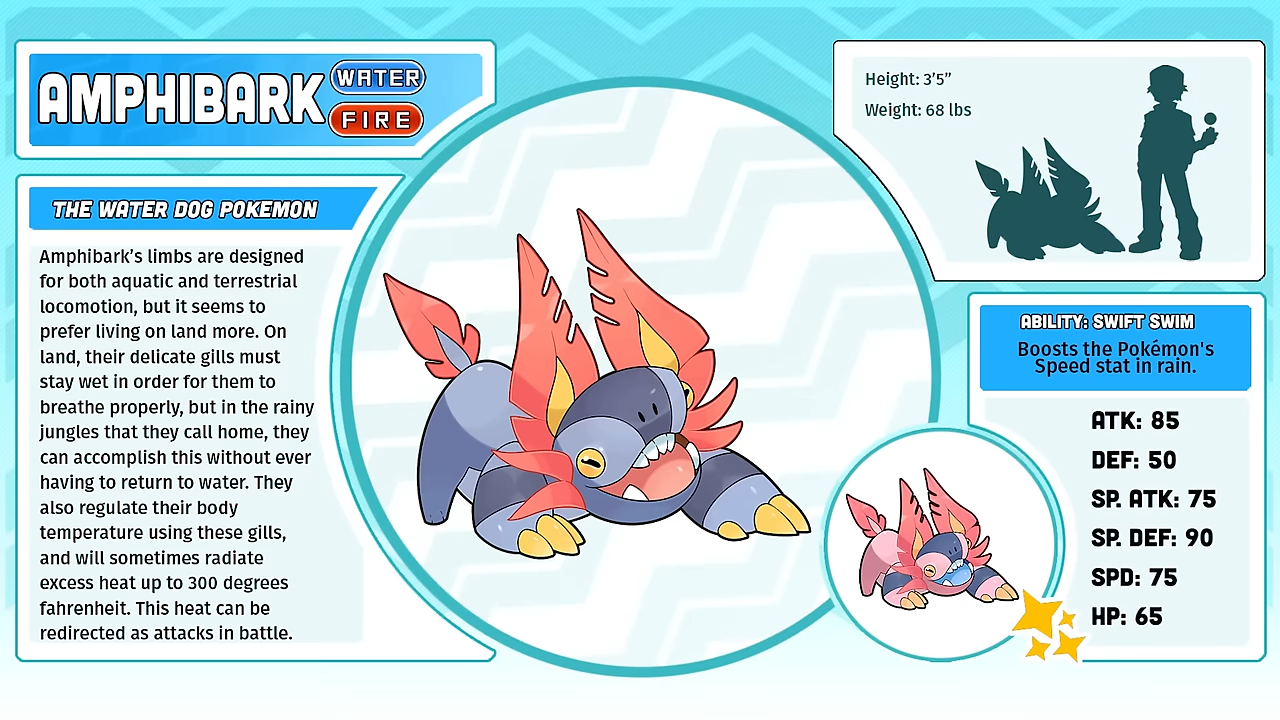 AMPHIBARK
WATER
FIRE
THE WATER DOG POKEMON
Amphibark's limbs are designed
for both aquatic and terrestrial
locomotion, but it seems to
prefer living on land more. On
land, their delicate gills must
stay wet in order for them to
breathe properly, but in the rainy
jungles that they call home, they
can accomplish this without ever
having to return to water. They
also regulate their body
temperature using these gills,
and will sometimes radiate
excess heat up to 300 degrees
fahrenheit. This heat can be
redirected as attacks in battle.
Height: 3'5”
Weight: 68 lbs
ABILITY: SWIFT SWIM
Boosts the Pokémon's
Speed stat in rain.
ATK: 85
DEF: 50
SP. ATK: 75
SP. DEF: 90
SPD: 75
HP: 65